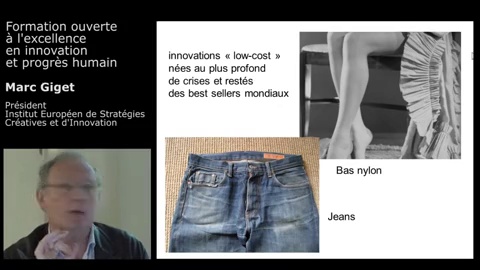 Formation ouverte
à l'excellence
en innovation
et progrès humain
Marc Giget
Président
Institut Européen de Stratégies
Créatives et d'Innovation
innovations « low-cost »
nées au plus profond
de crises et restés
des best sellers mondiaux
Bas nylon
Jeans